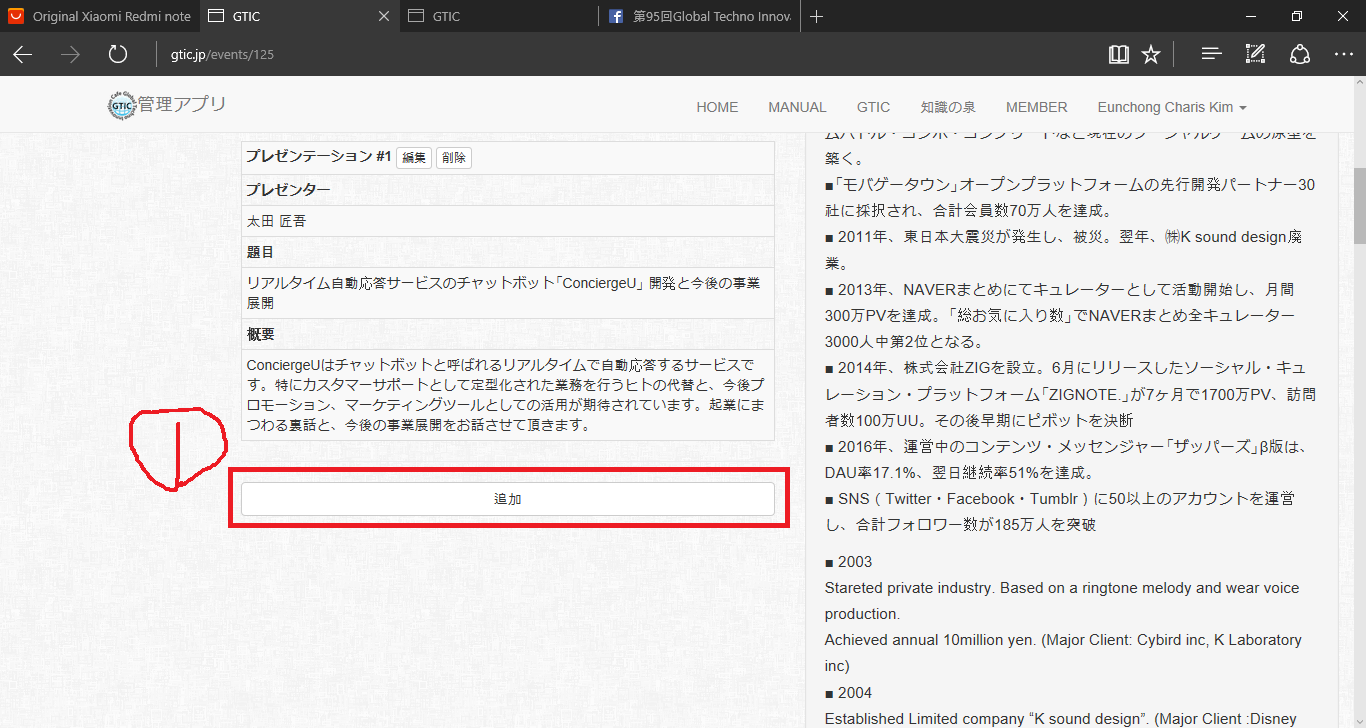 Original Xiaomi Redmi note
GTIC
GTIC
第95回Global Techno Innova
gtic.jp/events/125
GTIC 管理アプリ
HOME
MANUAL
GTIC
知識の泉
MEMBER
Eunchong Charis Kim
プレゼンテーション #1 編集 削除
プレゼンター
太田 匠吾
題目
リアルタイム自動応答サービスのチャットボット「ConciergeU」 開発と今後の事業
展開
概要
ConciergeUはチャットボットと呼ばれるリアルタイムで自動応答するサービスで
す。特にカスタマーサポートとして定型化された業務を行うヒトの代替と、今後プ
ロモーション、マーケティングツールとしての活用が期待されています。起業にま
つわる裏話と、今後の事業展開をお話させて頂きます。
1
追加
築く。
■「モバゲータウン」オープンプラットフォームの先行開発パートナー30
社に採択され、合計会員数70万人を達成。
■ 2011年、東日本大震災が発生し、被災。翌年、㈱K sound design廃
業。
■ 2013年、NAVERまとめにてキュレーターとして活動開始し、月間
300万PVを達成。「総お気に入り数」でNAVERまとめ全キュレーター
3000人中第2位となる。
■ 2014年、株式会社ZIGを設立。6月にリリースしたソーシャル・キュ
レーション・プラットフォーム「ZIGNOTE.」が7ヶ月で1700万PV、訪問
者数100万UU。その後早期にピボットを決断
■ 2016年、運営中のコンテンツ・メッセンジャー「ザッパーズ」β版は、
DAU率17.1%、翌日継続率51%を達成。
■ SNS（Twitter・Facebook・Tumblr）に50以上のアカウントを運営
し、合計フォロワー数が185万人を突破
■ 2003
Stareted private industry. Based on a ringtone melody and wear voice
production.
Achieved annual 10million yen. (Major Client: Cybird inc, K Laboratory
inc)
■ 2004
Established Limited company “K sound design”. (Major Client :Disney